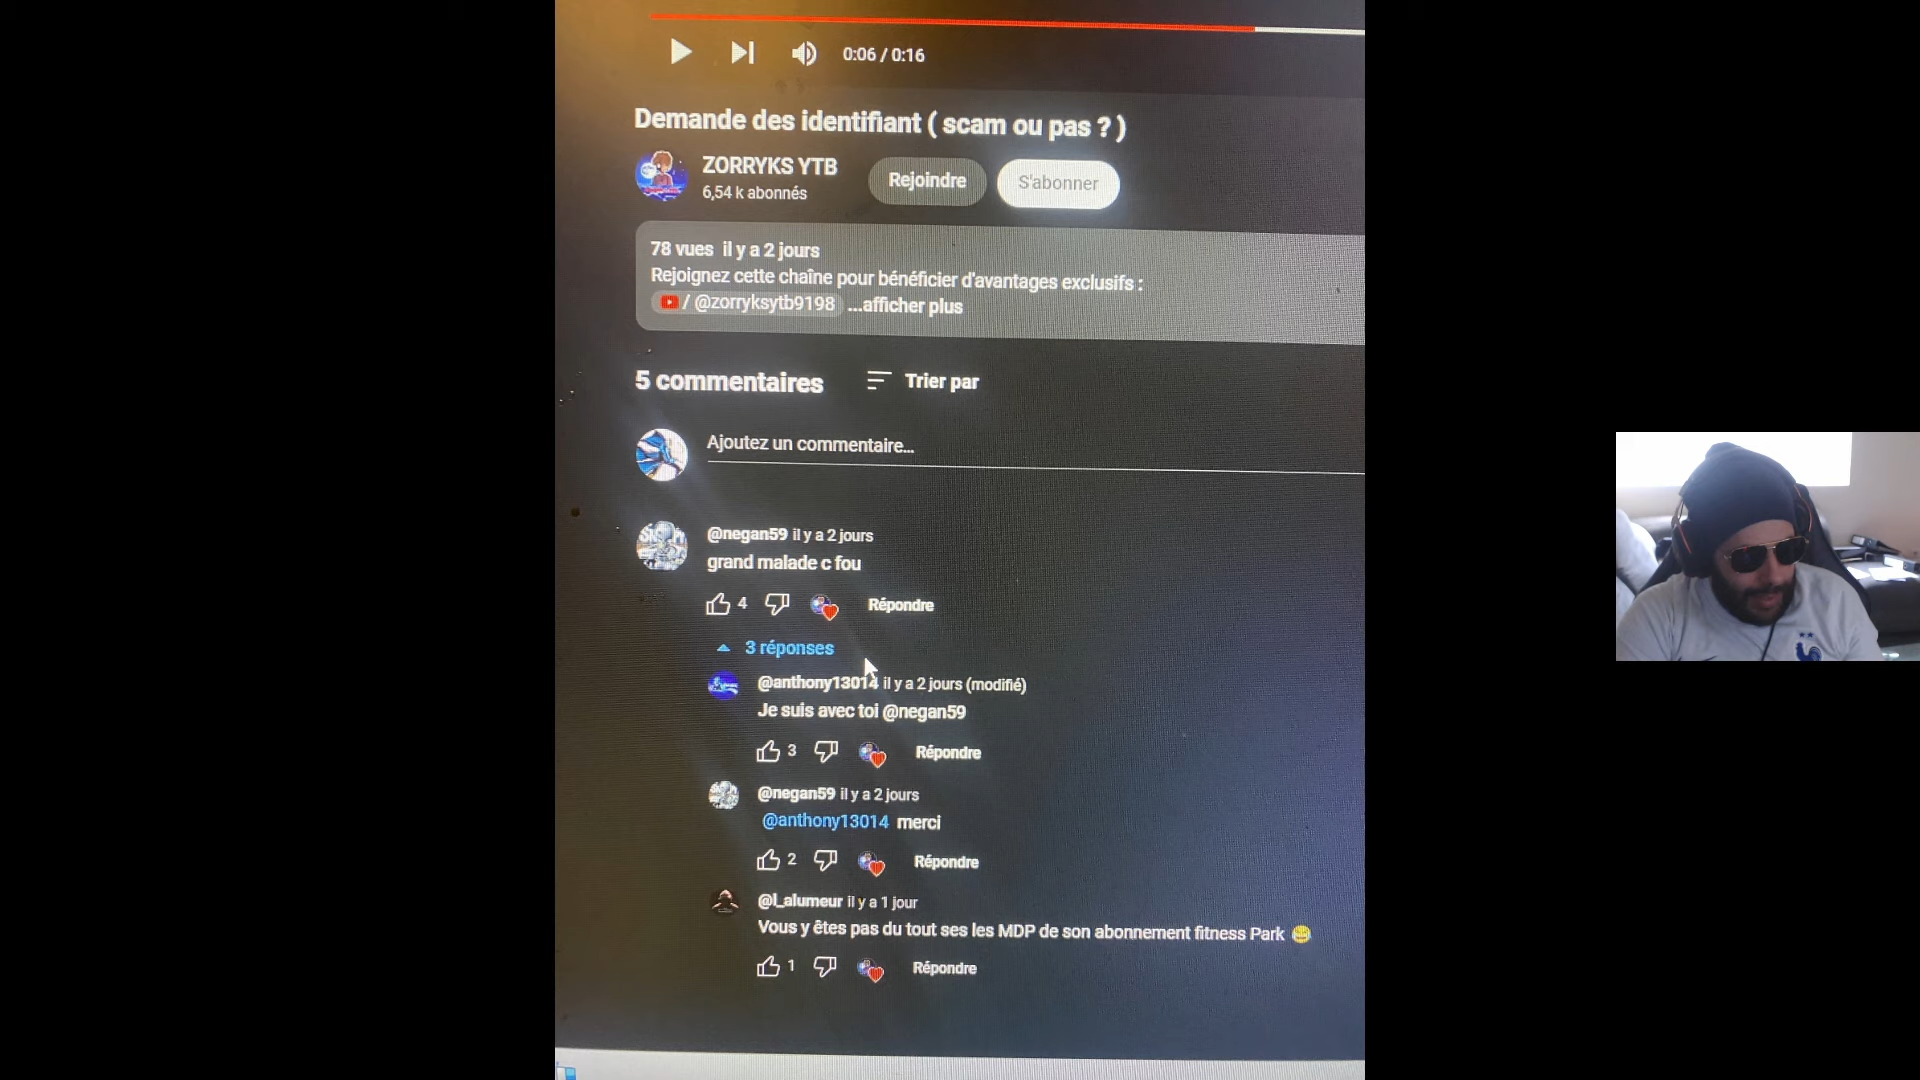 0:06 / 0:16
Demande des identifiant ( scam ou pas ? )
ZORRYKS YTB
6,54 k abonnés
Rejoindre
S'abonner
78 vues il y a 2 jours
Rejoignez cette chaîne pour bénéficier d'avantages exclusifs :
/ @zorryksytb9198 ...afficher plus
5 commentaires
Trier par
Ajoutez un commentaire...
@negan59 il y a 2 jours
grand malade c fou
4 Répondre
3 réponses
@anthony13014 il y a 2 jours (modifié)
Je suis avec toi @negan59
3 Répondre
@negan59 il y a 2 jours
@anthony13014 merci
2 Répondre
@l_alumeur il y a 1 jour
Vous y êtes pas du tout ses les MDP de son abonnement fitness Park
1 Répondre